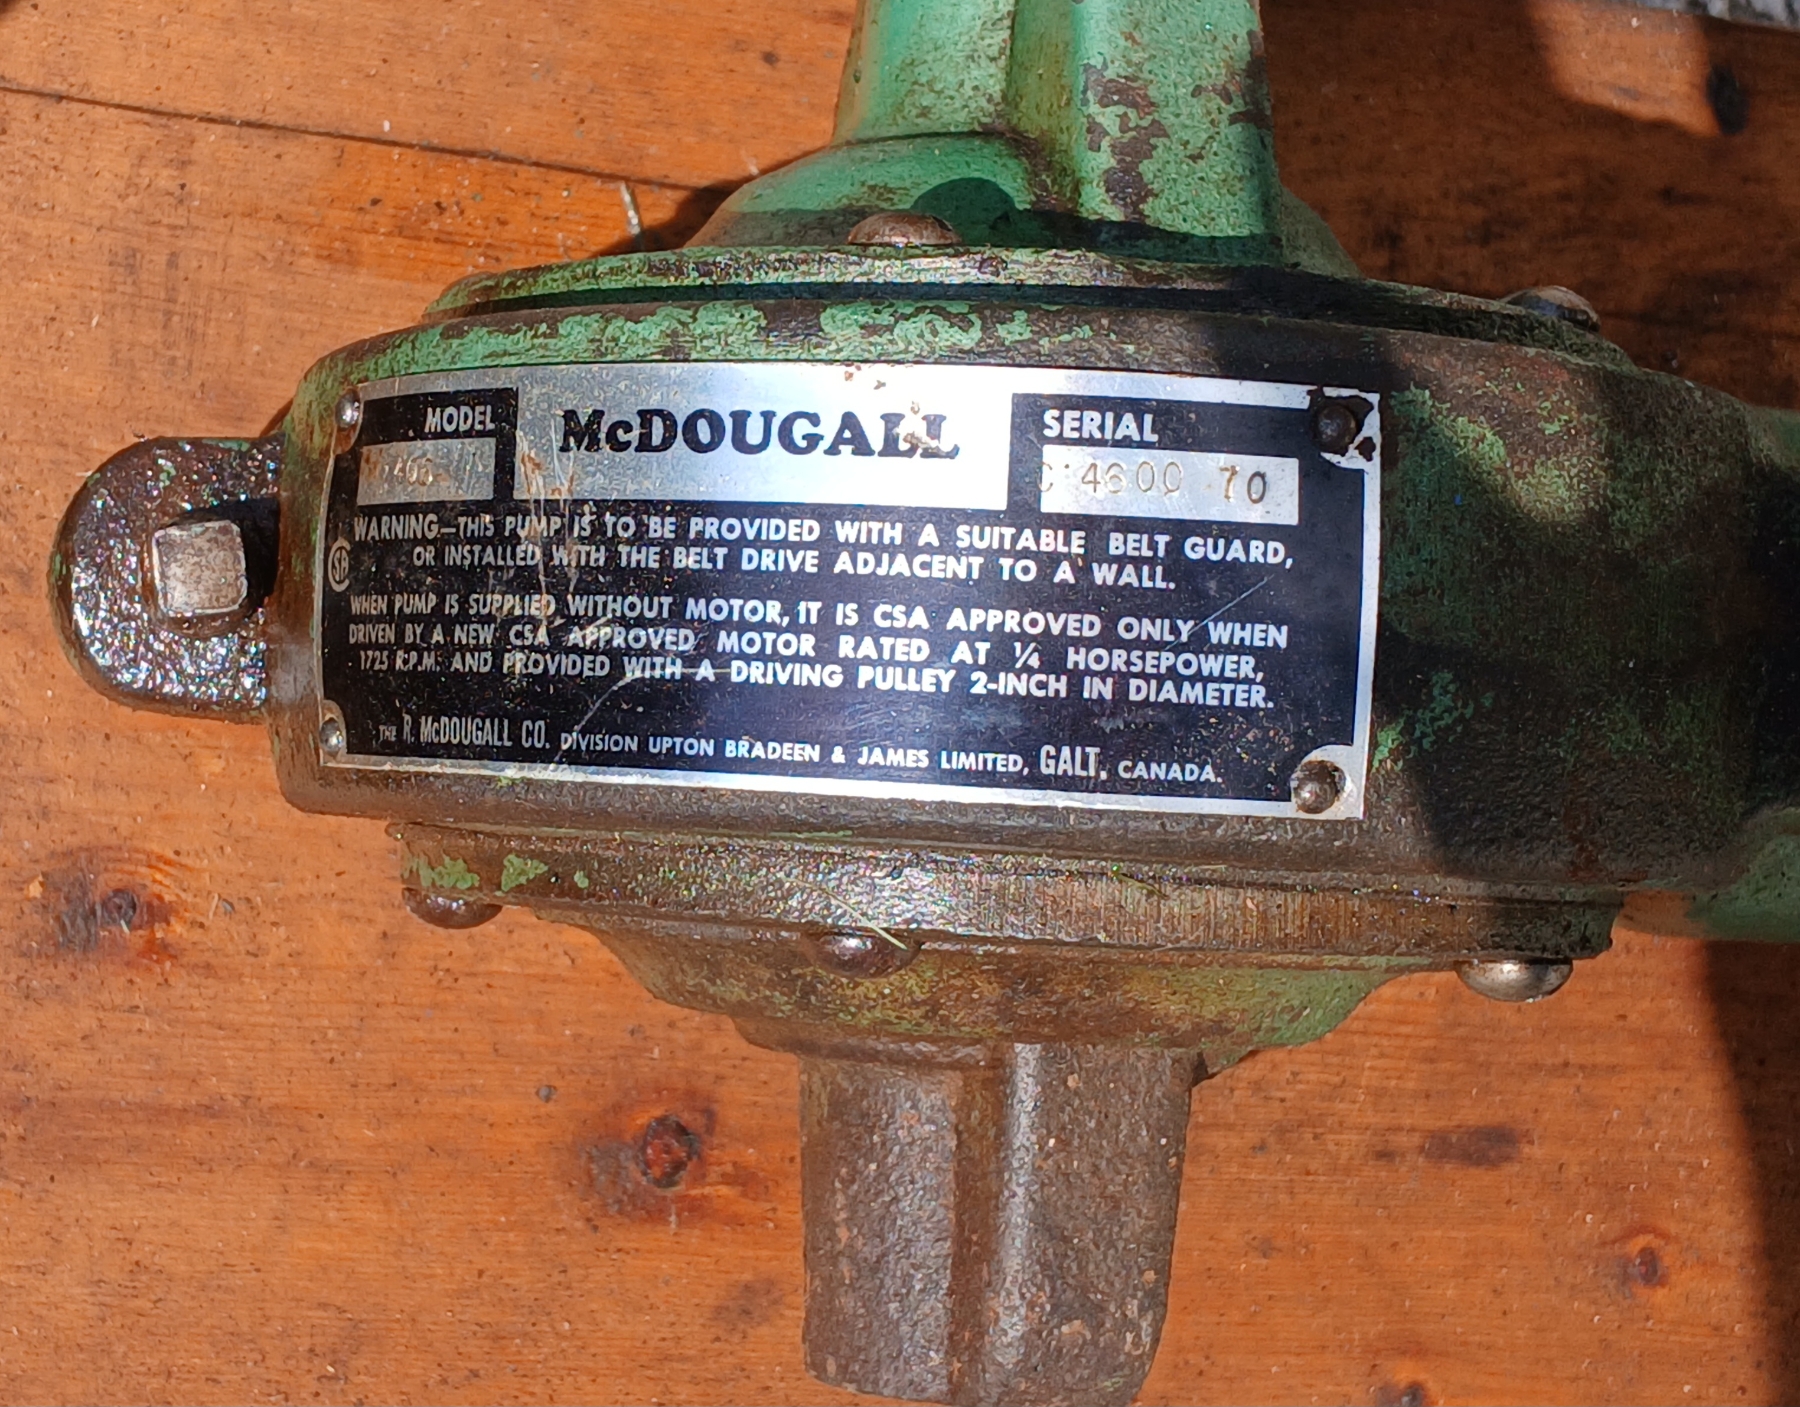 MODEL
McDOUGALL
SERIAL
4600 70
WARNING—THIS PUMP IS TO BE PROVIDED WITH A SUITABLE BELT GUARD,
OR INSTALLED WITH THE BELT DRIVE ADJACENT TO A WALL.
WHEN PUMP IS SUPPLIED WITHOUT MOTOR, IT IS CSA APPROVED ONLY WHEN
DRIVEN BY A NEW CSA APPROVED MOTOR RATED AT ¼ HORSEPOWER,
1725 R.P.M. AND PROVIDED WITH A DRIVING PULLEY 2-INCH IN DIAMETER.
THE R. McDOUGALL CO. DIVISION UPTON BRADEEN & JAMES LIMITED, GALT, CANADA.